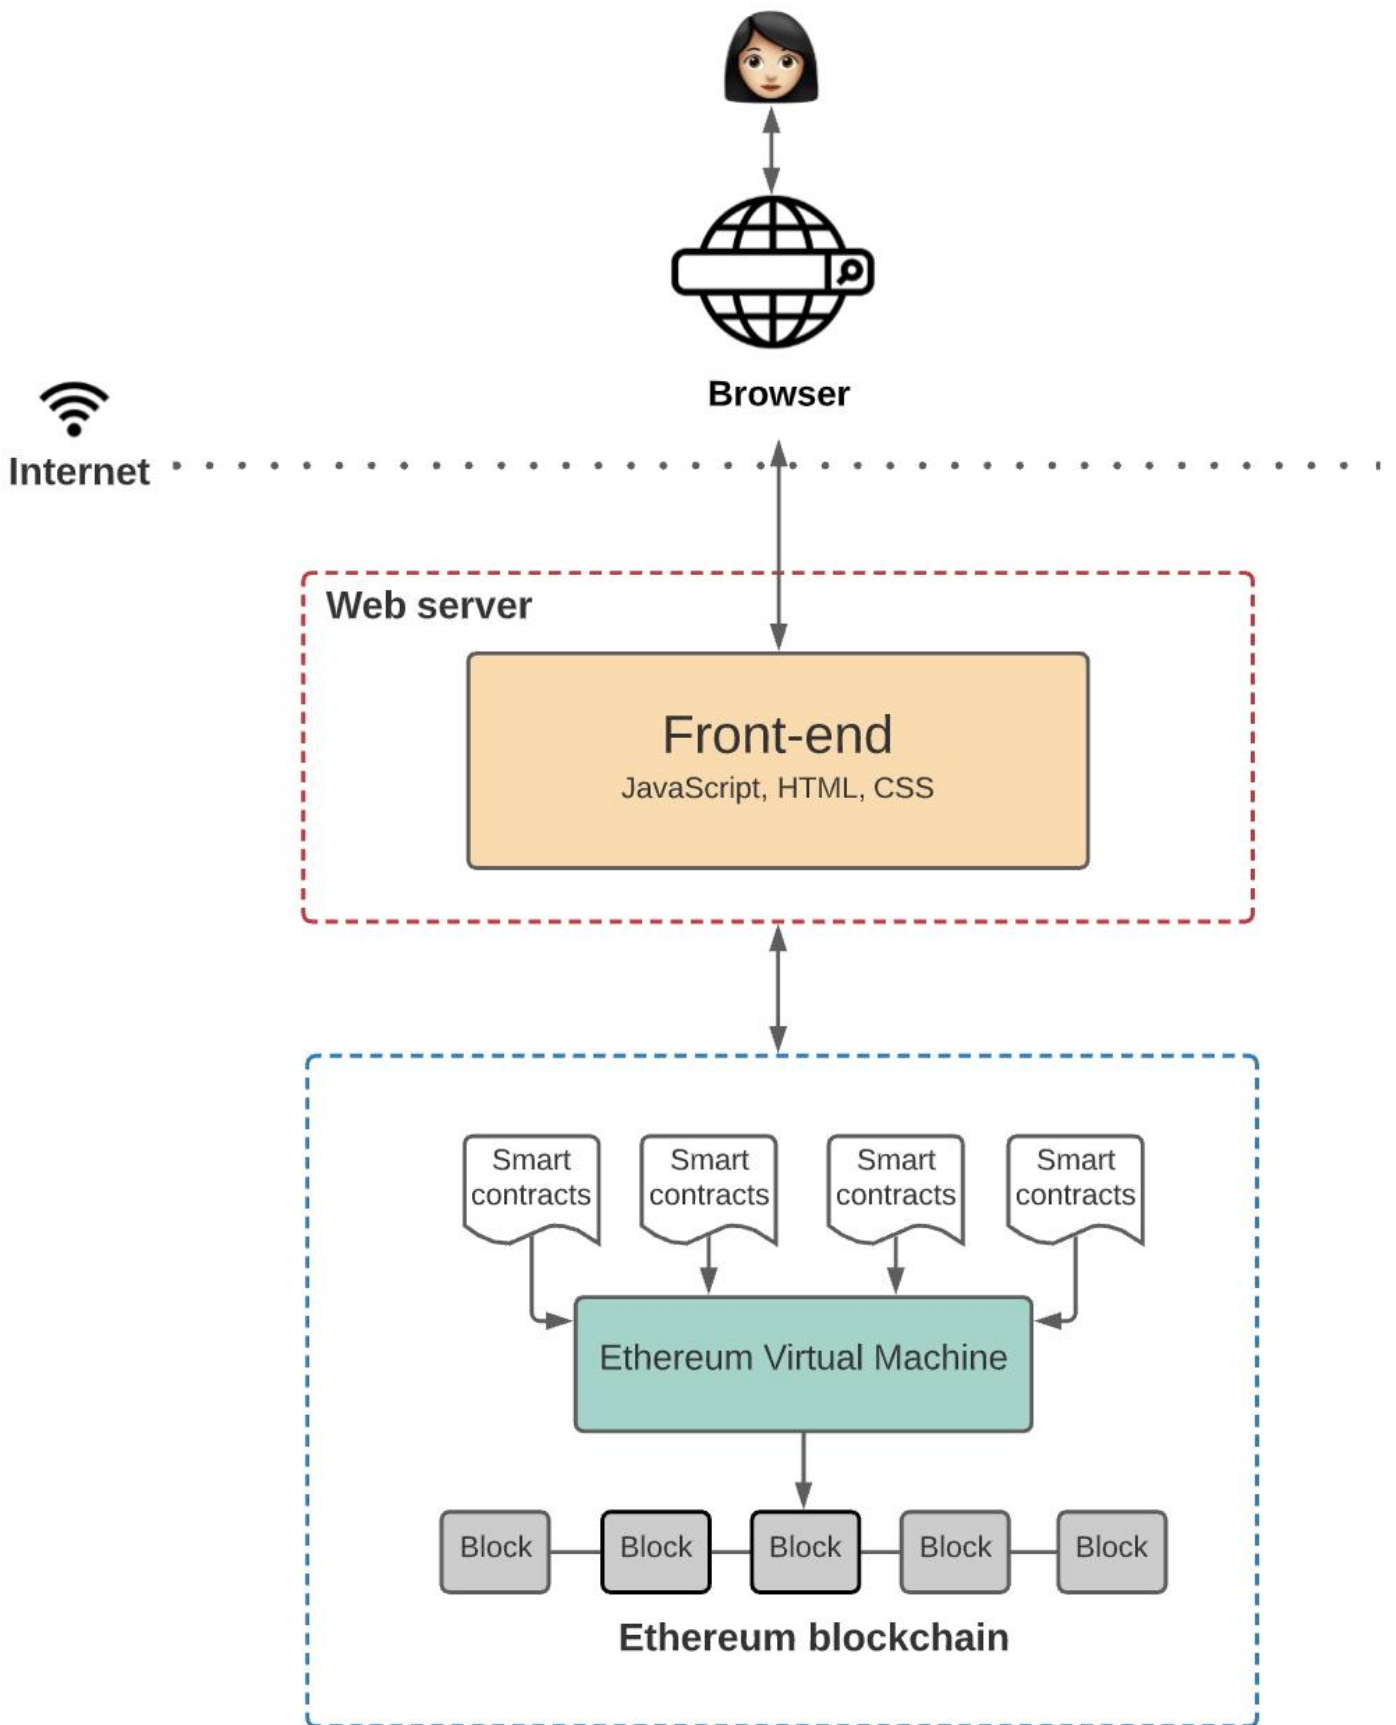 Browser
Internet
Web server
Front-end
JavaScript, HTML, CSS
Smart
contracts
Smart
contracts
Smart
contracts
Smart
contracts
Ethereum Virtual Machine
Block
Block
Block
Block
Block
Ethereum blockchain